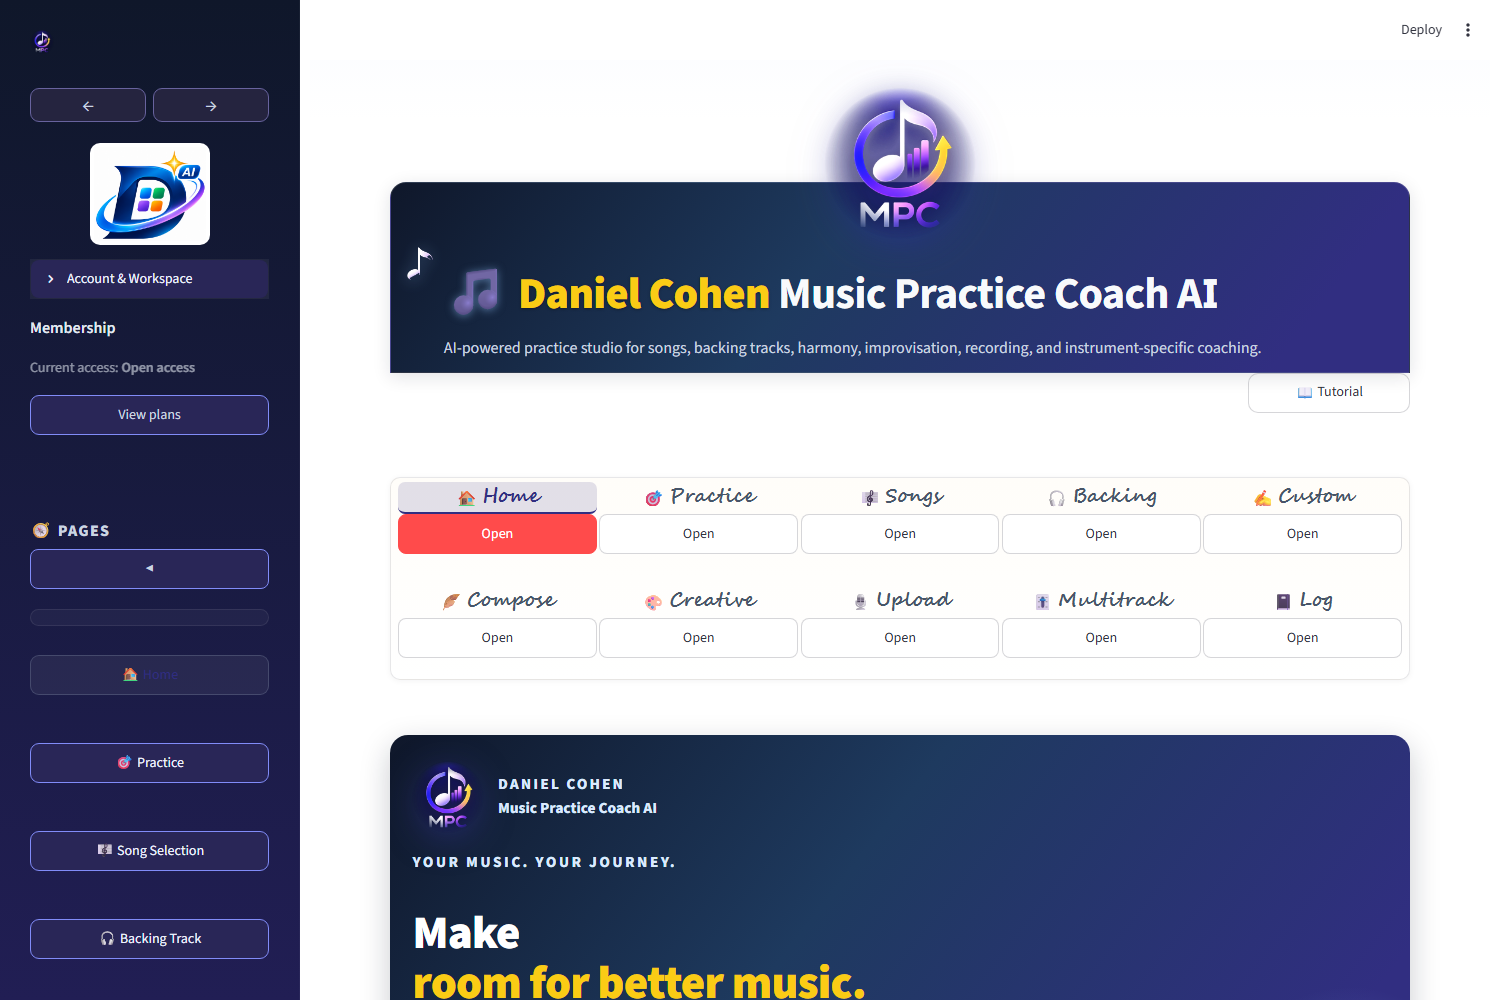 Deploy
AI
Account & Workspace
Membership
Current access: Open access
View plans
PAGES
Home
Practice
Song Selection
Backing Track
MPC
Daniel Cohen Music Practice Coach AI
AI-powered practice studio for songs, backing tracks, harmony, improvisation, recording, and instrument-specific coaching.
Tutorial
Home Practice Songs Backing Custom
Open Open Open Open Open
Compose Creative Upload Multitrack Log
Open Open Open Open Open
MPC
DANIEL COHEN
Music Practice Coach AI
YOUR MUSIC. YOUR JOURNEY.
Make
room for better music.